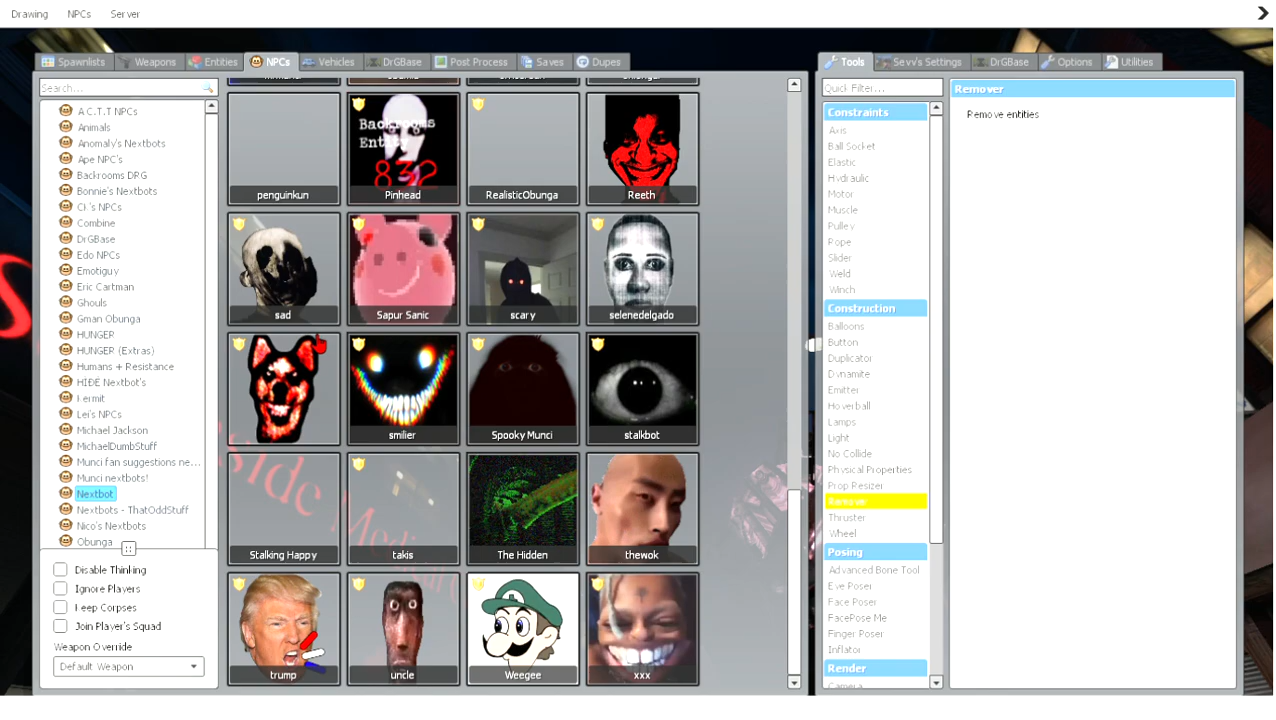 Drawing NPCs Server
Spawnlists Weapons Entities NPCs Vehicles DrGBase Post Process Saves Dupes
Tools Sevv's Settings DrGBase Options Utilities
Search...
A.C.T.T NPCs
Animals
Anomaly's Nextbots
Ape NPC's
Backrooms DRG
Bonnie's Nextbots
Combine
DrGBase
Edo NPCs
Emotiguy
Eric Cartman
Ghouls
Gman Obunga
HUNGER
HUNGER (Extras)
Humans + Resistance
HIĐE Nextbot's
Kermit
Lei's NPCs
Michael Jackson
MichaelDumbStuff
Munci fan suggestions ne...
Munci nextbots!
Nextbot
Nextbots - ThatOddStuff
Nico's Nextbots
Obunga
Disable Thinking
Ignore Players
Keep Corpses
Join Player's Squad
Weapon Override
Default Weapon
Backrooms
Entity
832
penguinkun Pinhead RealisticObunga Reeth
sad Sapur Sanic scary selenedelgado
smilier Spooky Munci stalkbot
Stalking Happy takis The Hidden thewok
trump uncle Weegee xxx
Quick Filter...
Constraints
Axis
Ball Socket
Elastic
Hydraulic
Motor
Muscle
Pulley
Rope
Slider
Weld
Winch
Construction
Balloons
Button
Duplicator
Dynamite
Emitter
Hoverball
Lamps
Light
No Collide
Physical Properties
Prop Resizer
Remover
Thruster
Wheel
Posing
Advanced Bone Tool
Eye Poser
Face Poser
FacePose Me
Finger Poser
Inflator
Render
Camera
Remover
Remove entities